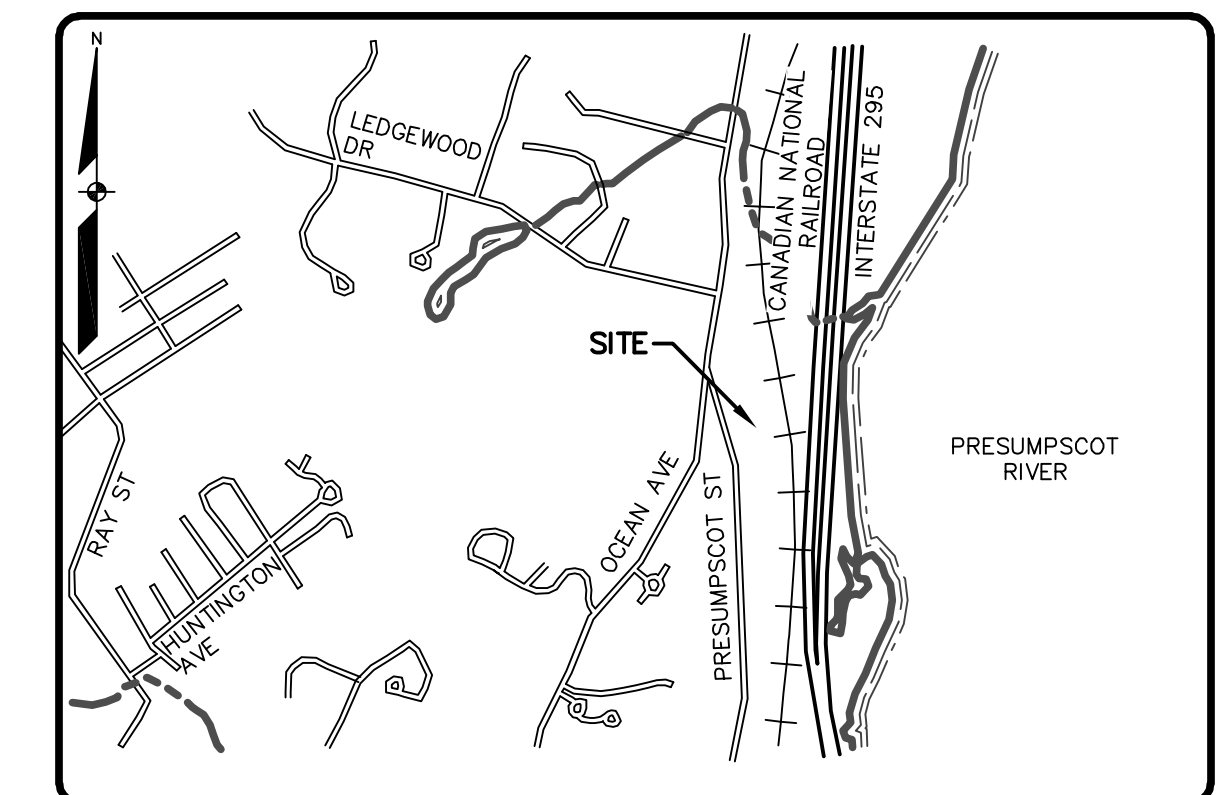 N
LEDGEWOOD
DR
CANADIAN NATIONAL
RAILROAD
INTERSTATE 295
SITE
PRESUMPSCOT
RIVER
RAY ST
OCEAN AVE
PRESUMPSCOT ST
HUNTINGTON
AVE